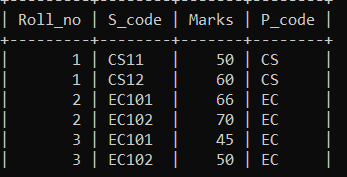 +---------+--------+-------+--------+
| Roll_no | S_code | Marks | P_code |
+---------+--------+-------+--------+
|       1 | CS11   |    50 | CS     |
|       1 | CS12   |    60 | CS     |
|       2 | EC101  |    66 | EC     |
|       2 | EC102  |    70 | EC     |
|       3 | EC101  |    45 | EC     |
|       3 | EC102  |    50 | EC     |